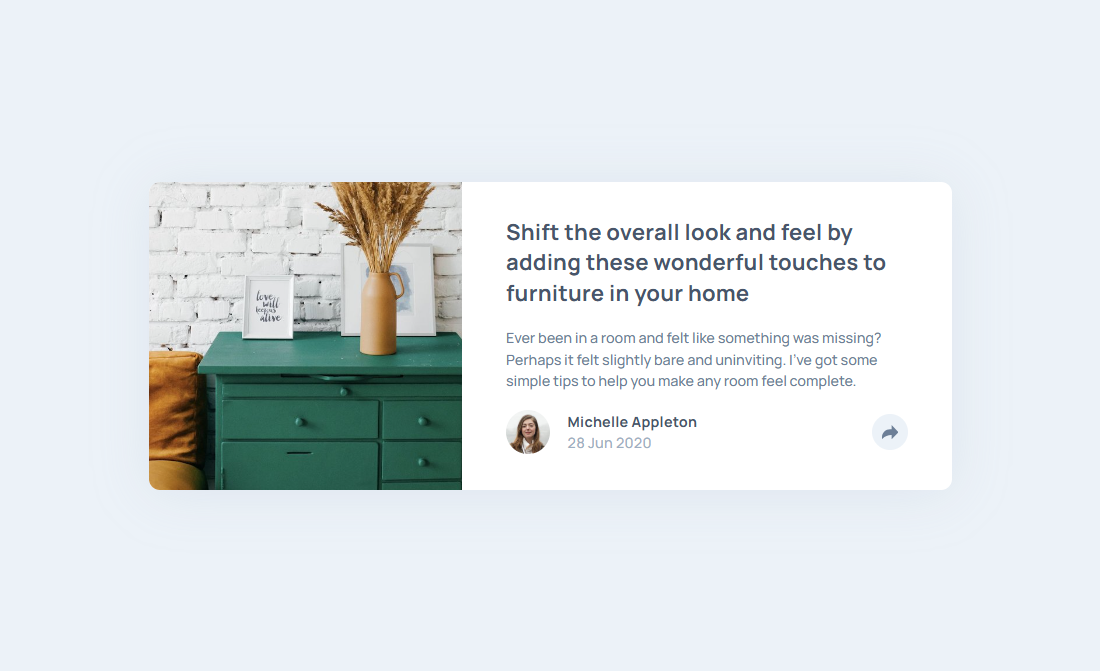 love
will
keep us
alive
Shift the overall look and feel by
adding these wonderful touches to
furniture in your home
Ever been in a room and felt like something was missing?
Perhaps it felt slightly bare and uninviting. I've got some
simple tips to help you make any room feel complete.
Michelle Appleton
28 Jun 2020